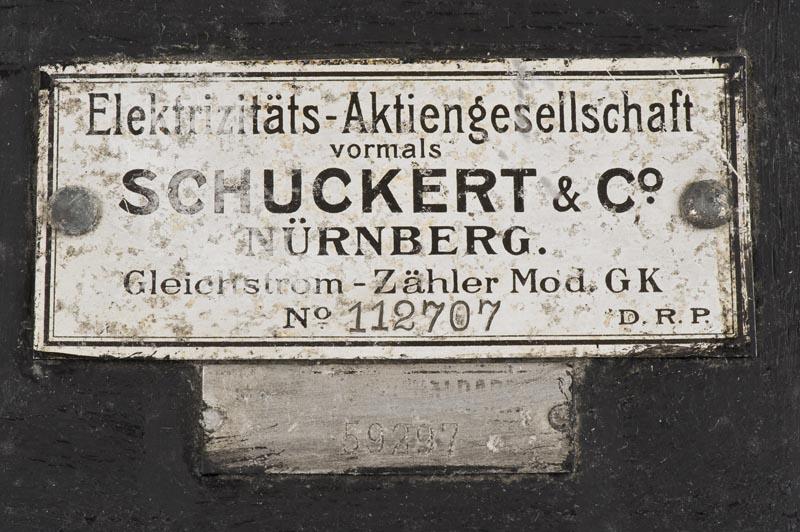 Elektrizitäts-Aktiengesellschaft
vormals
SCHUCKERT & Cº
NÜRNBERG.
Gleichstrom - Zähler Mod. GK
Nº 112707 D. R. P.
59297